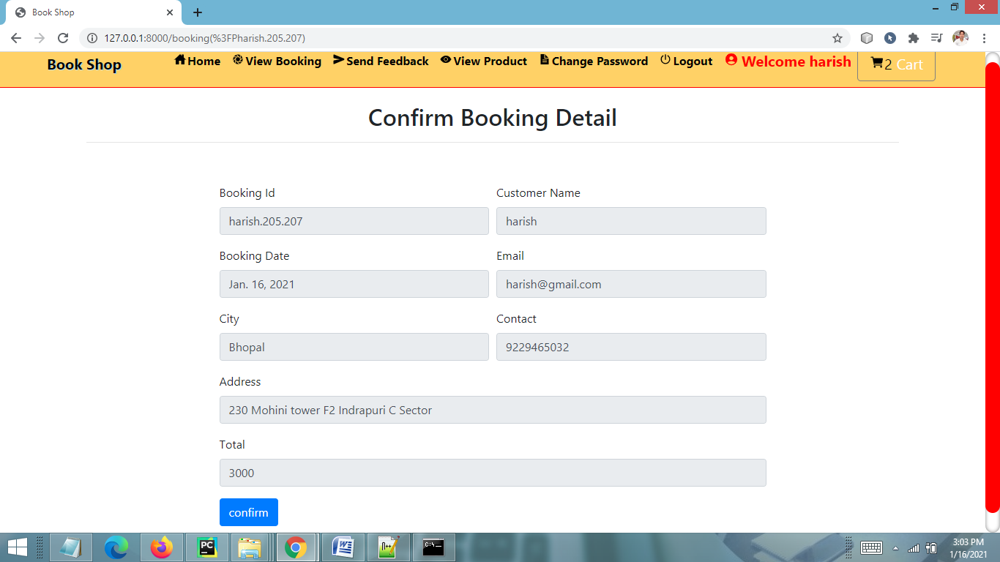 Book Shop
127.0.0.1:8000/booking(%3FPharish.205.207)
Book Shop Home View Booking Send Feedback View Product Change Password Logout Welcome harish 2 Cart
Confirm Booking Detail
Booking Id Customer Name
harish.205.207 harish
Booking Date Email
Jan. 16, 2021 harish@gmail.com
City Contact
Bhopal 9229465032
Address
230 Mohini tower F2 Indrapuri C Sector
Total
3000
confirm
3:03 PM
1/16/2021